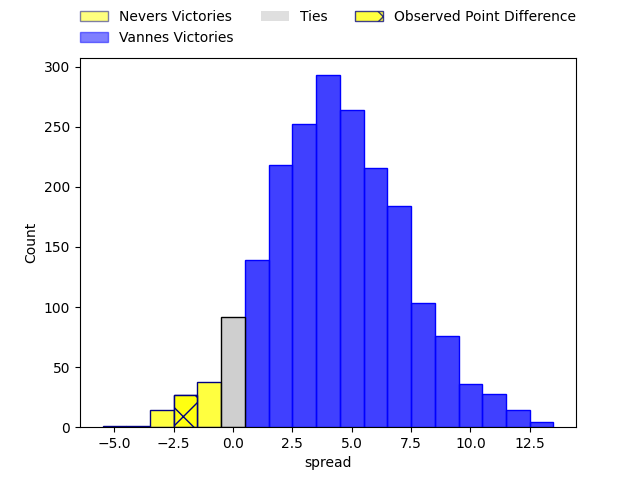 Nevers Victories
Ties
Observed Point Difference
Vannes Victories
300
250
200
150
100
50
0
Count
−5.0
−2.5
0.0
2.5
5.0
7.5
10.0
12.5
spread